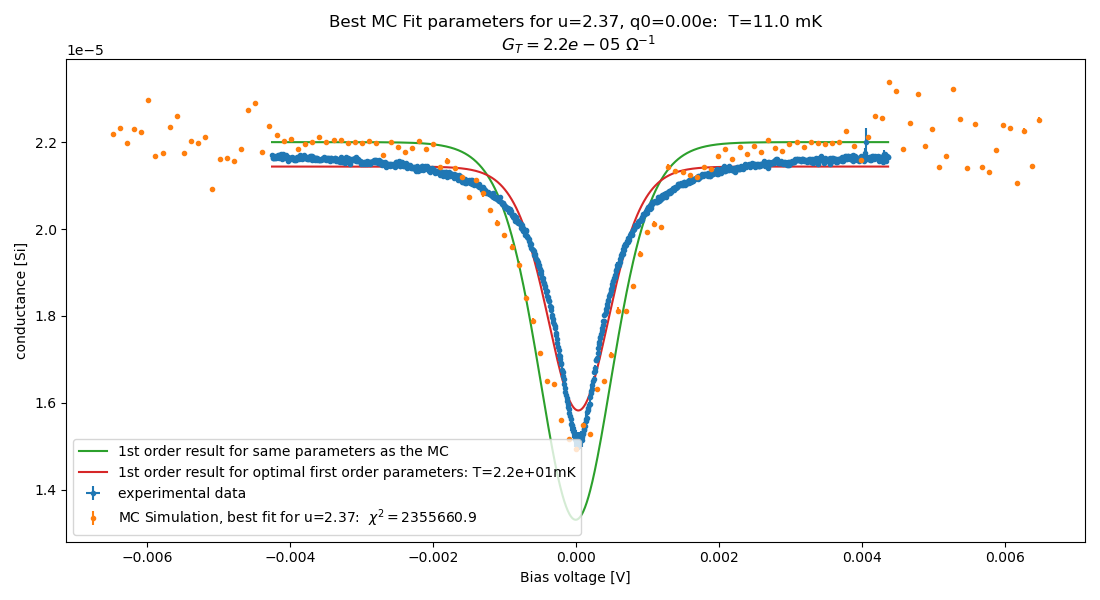 Best MC Fit parameters for u=2.37, q0=0.00e:  T=11.0 mK
G_T = 2.2e − 05 Ω⁻¹
1e−5
2.2
2.0
1.8
1.6
1.4
conductance [Si]
1st order result for same parameters as the MC
1st order result for optimal first order parameters: T=2.2e+01mK
experimental data
MC Simulation, best fit for u=2.37:  χ² = 2355660.9
−0.006
−0.004
−0.002
0.000
0.002
0.004
0.006
Bias voltage [V]